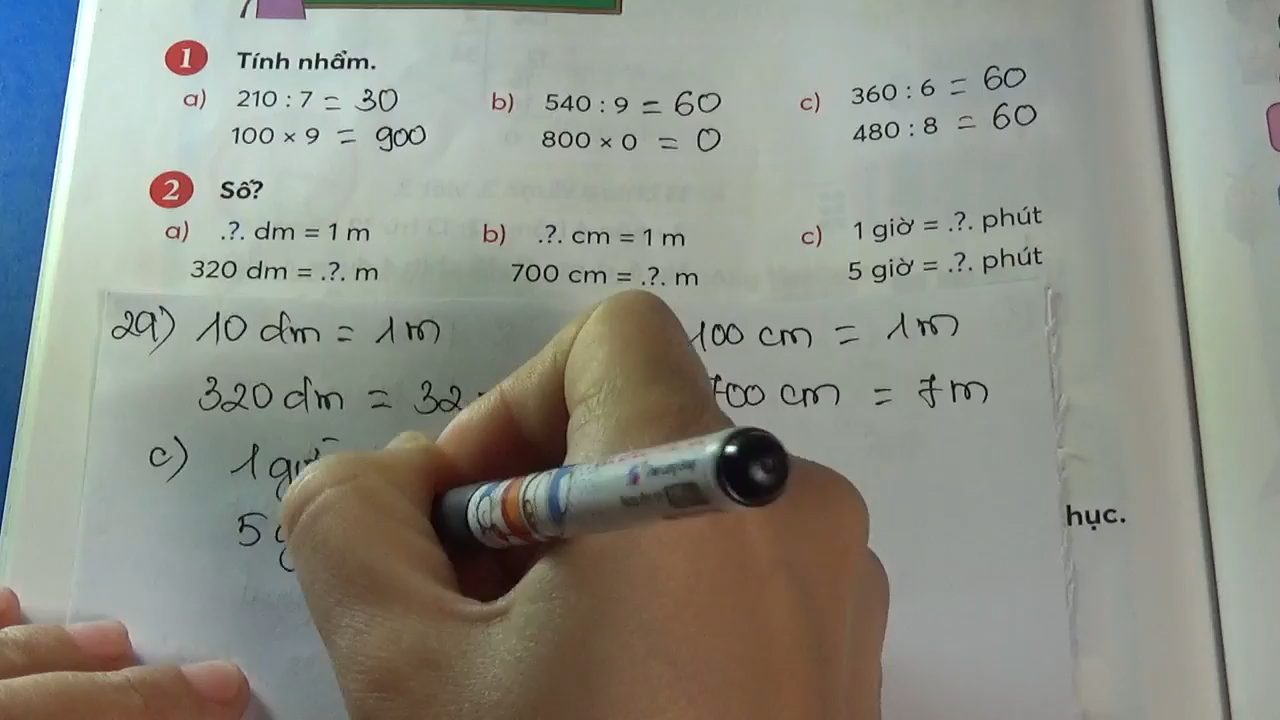 1 Tính nhẩm.
a) 210 : 7 = 30
100 × 9 = 900
b) 540 : 9 = 60
800 × 0 = 0
c) 360 : 6 = 60
480 : 8 = 60
2 Số?
a) .?. dm = 1 m
320 dm = .?. m
b) .?. cm = 1 m
700 cm = .?. m
c) 1 giờ = .?. phút
5 giờ = .?. phút
2a) 10 dm = 1m
320 dm = 32
100 cm = 1m
700 cm = 7m
c) 1 giờ
5 g
hục.